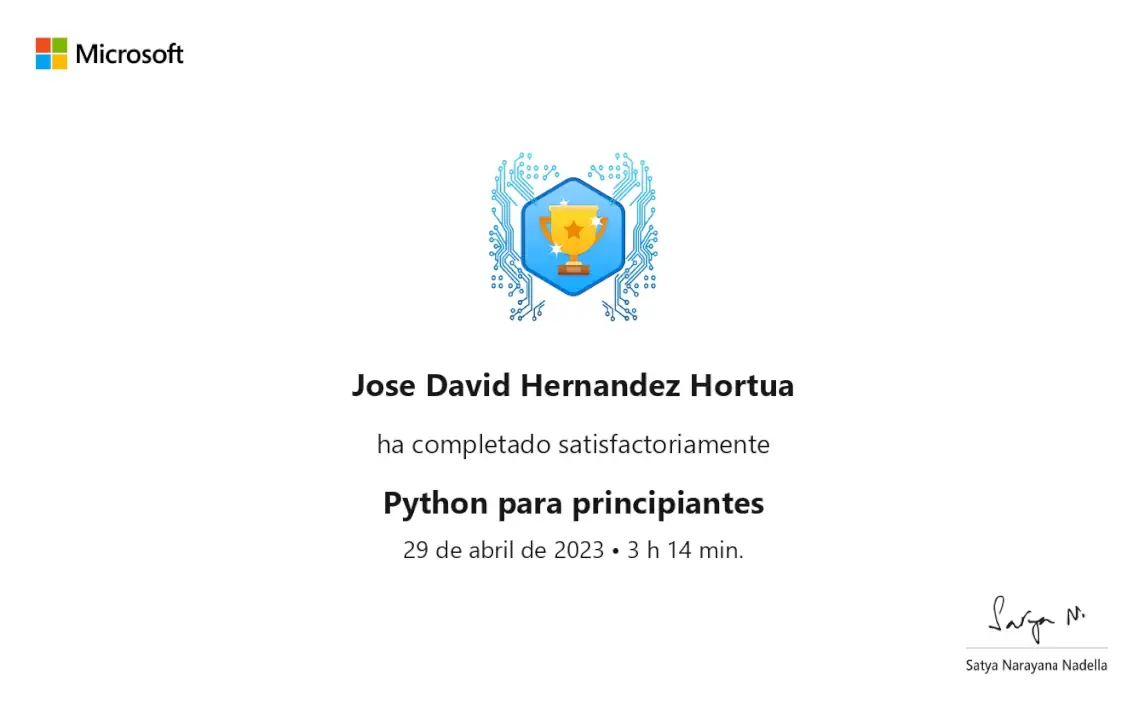 Microsoft
Jose David Hernandez Hortua
ha completado satisfactoriamente
Python para principiantes
29 de abril de 2023 • 3 h 14 min.
Satya N.
Satya Narayana Nadella